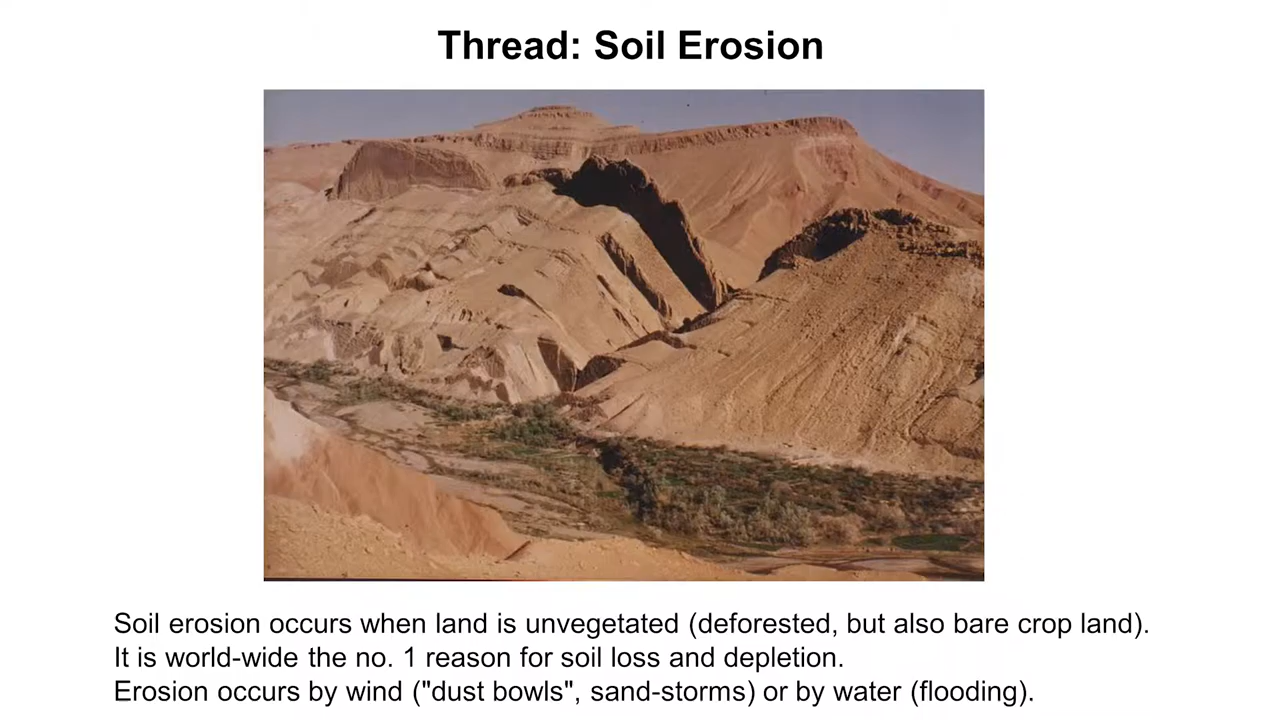 Thread: Soil Erosion
Soil erosion occurs when land is unvegetated (deforested, but also bare crop land).
It is world-wide the no. 1 reason for soil loss and depletion.
Erosion occurs by wind ("dust bowls", sand-storms) or by water (flooding).